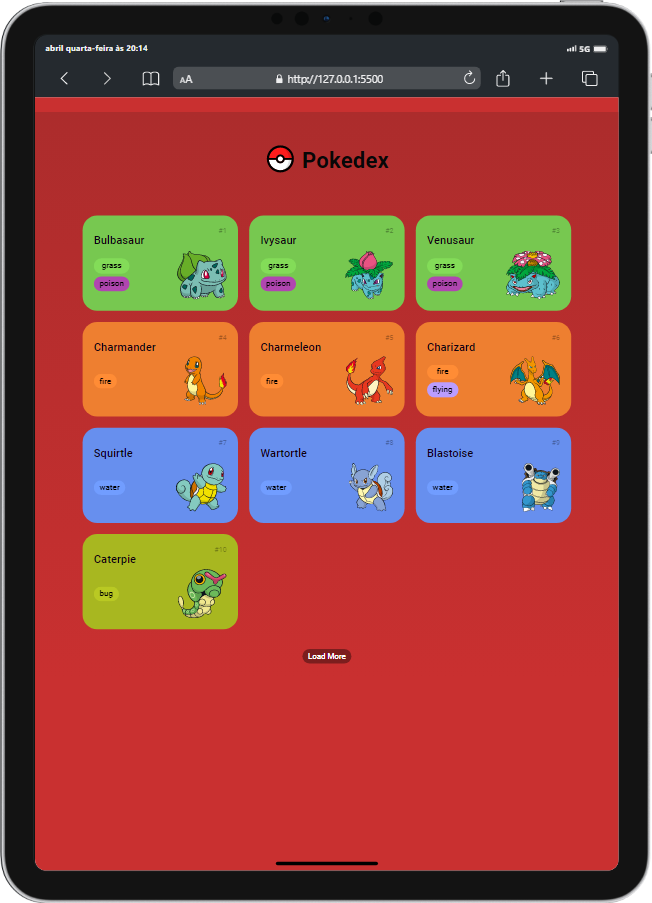 abril quarta-feira às 20:14
5G
AA
http://127.0.0.1:5500
Pokedex
#1
Bulbasaur
grass
poison
#2
Ivysaur
grass
poison
#3
Venusaur
grass
poison
#4
Charmander
fire
#5
Charmeleon
fire
#6
Charizard
fire
flying
#7
Squirtle
water
#8
Wartortle
water
#9
Blastoise
water
#10
Caterpie
bug
Load More